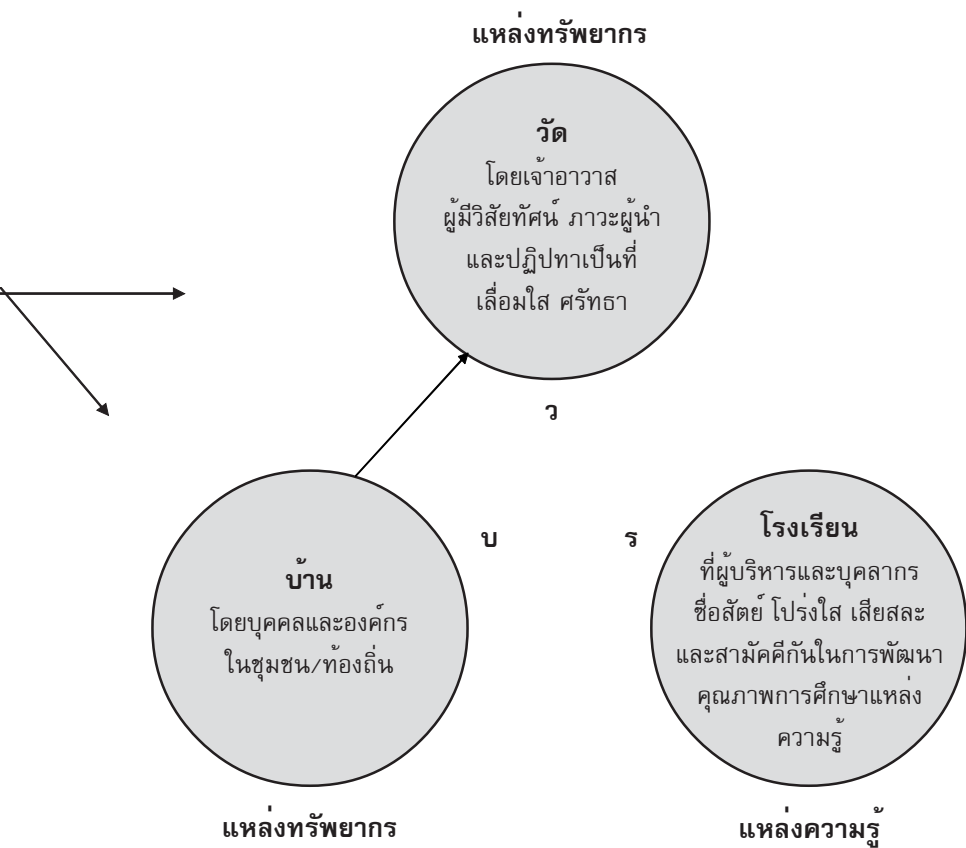 แหล่งทรัพยากร
วัด
โดยเจ้าอาวาส
ผู้มีวิสัยทัศน์ ภาวะผู้นำ
และปฏิปทาเป็นที่
เลื่อมใส ศรัทธา
ว
บ
ร
บ้าน
โดยบุคคลและองค์กร
ในชุมชน/ท้องถิ่น
แหล่งทรัพยากร
โรงเรียน
ที่ผู้บริหารและบุคลากร
ซื่อสัตย์ โปร่งใส เสียสละ
และสามัคคีกันในการพัฒนา
คุณภาพการศึกษาแหล่ง
ความรู้
แหล่งความรู้